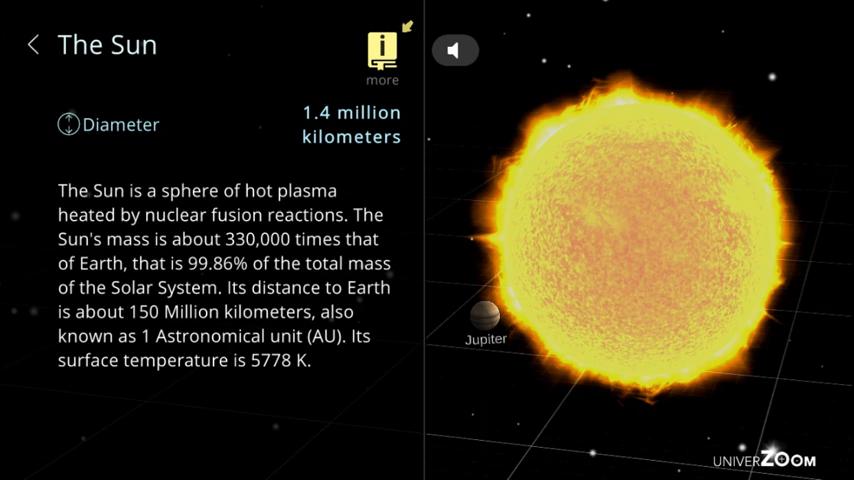 The Sun
i
more
Diameter
1.4 million
kilometers
The Sun is a sphere of hot plasma
heated by nuclear fusion reactions. The
Sun's mass is about 330,000 times that
of Earth, that is 99.86% of the total mass
of the Solar System. Its distance to Earth
is about 150 Million kilometers, also
known as 1 Astronomical unit (AU). Its
surface temperature is 5778 K.
Jupiter
UNIVERZOOM